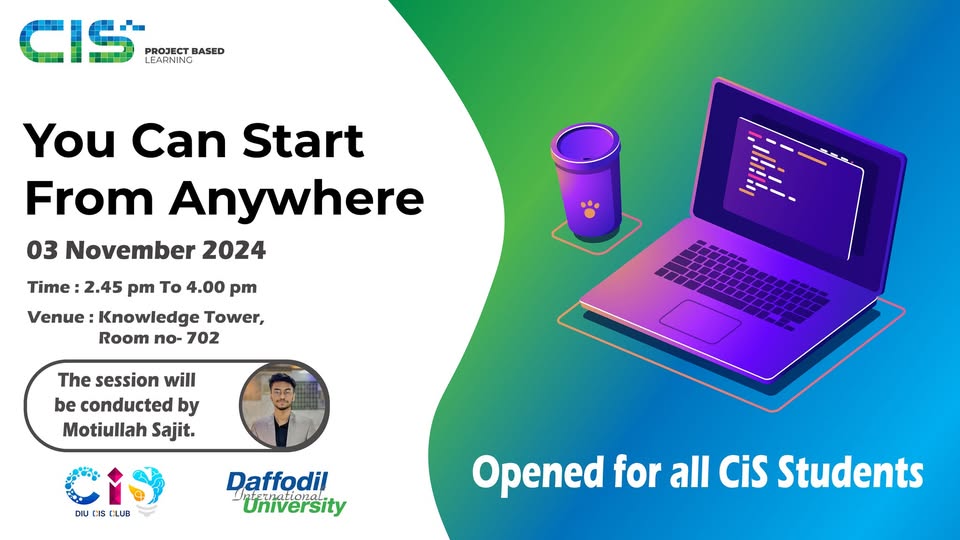 CIS
PROJECT BASED
LEARNING
You Can Start
From Anywhere
03 November 2024
Time : 2.45 pm To 4.00 pm
Venue : Knowledge Tower,
Room no- 702
The session will
be conducted by
Motiullah Sajit.
CiS
DIU CIS CLUB
Daffodil
International
University
Opened for all CiS Students